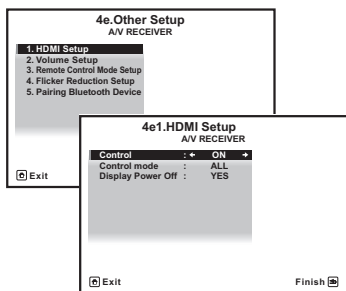 4e.Other Setup
A/V RECEIVER
1. HDMI Setup
2. Volume Setup
3. Remote Control Mode Setup
4. Flicker Reduction Setup
5. Pairing Bluetooth Device
Exit
4e1.HDMI Setup
A/V RECEIVER
Control : ON
Control mode : ALL
Display Power Off : YES
Exit Finish